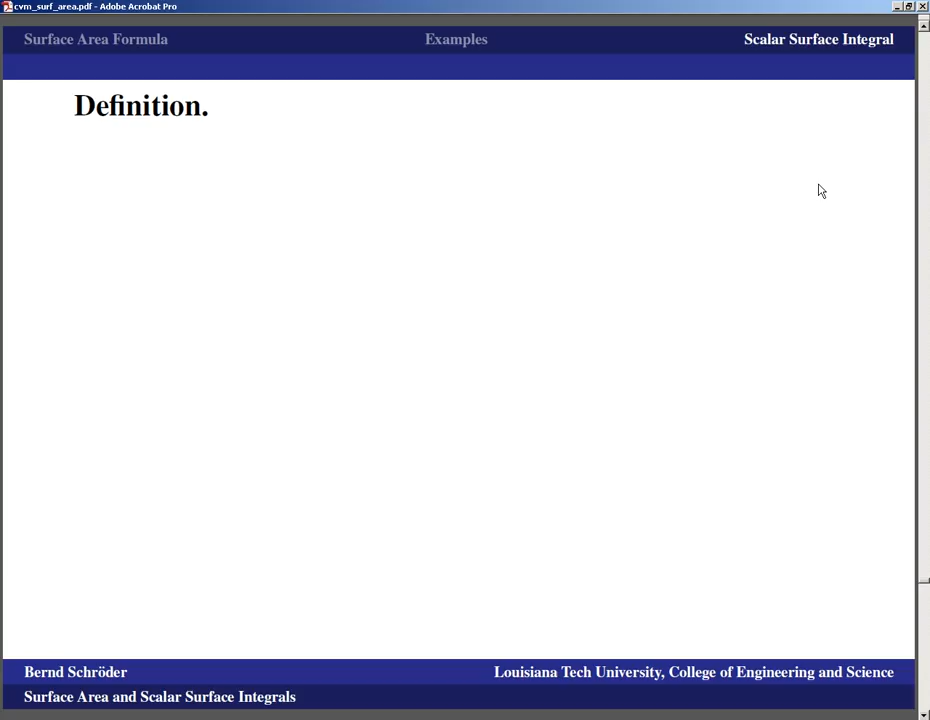 cvm_surf_area.pdf - Adobe Acrobat Pro
Surface Area Formula Examples Scalar Surface Integral
Definition.
Bernd Schröder Louisiana Tech University, College of Engineering and Science
Surface Area and Scalar Surface Integrals